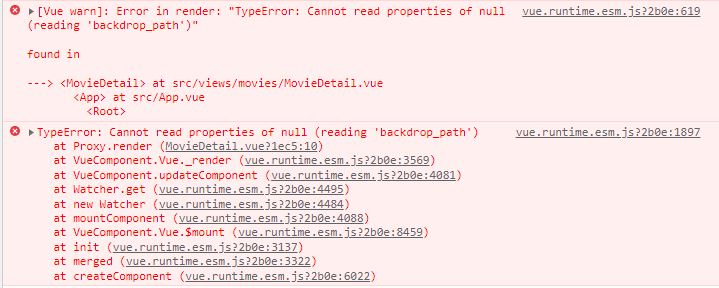 [Vue warn]: Error in render: "TypeError: Cannot read properties of null vue.runtime.esm.js?2b0e:619
(reading 'backdrop_path')"
found in
---> <MovieDetail> at src/views/movies/MovieDetail.vue
<App> at src/App.vue
<Root>
TypeError: Cannot read properties of null (reading 'backdrop_path') vue.runtime.esm.js?2b0e:1897
at Proxy.render (MovieDetail.vue?1ec5:10)
at VueComponent.Vue._render (vue.runtime.esm.js?2b0e:3569)
at VueComponent.updateComponent (vue.runtime.esm.js?2b0e:4081)
at Watcher.get (vue.runtime.esm.js?2b0e:4495)
at new Watcher (vue.runtime.esm.js?2b0e:4484)
at mountComponent (vue.runtime.esm.js?2b0e:4088)
at VueComponent.Vue.$mount (vue.runtime.esm.js?2b0e:8459)
at init (vue.runtime.esm.js?2b0e:3137)
at merged (vue.runtime.esm.js?2b0e:3322)
at createComponent (vue.runtime.esm.js?2b0e:6022)